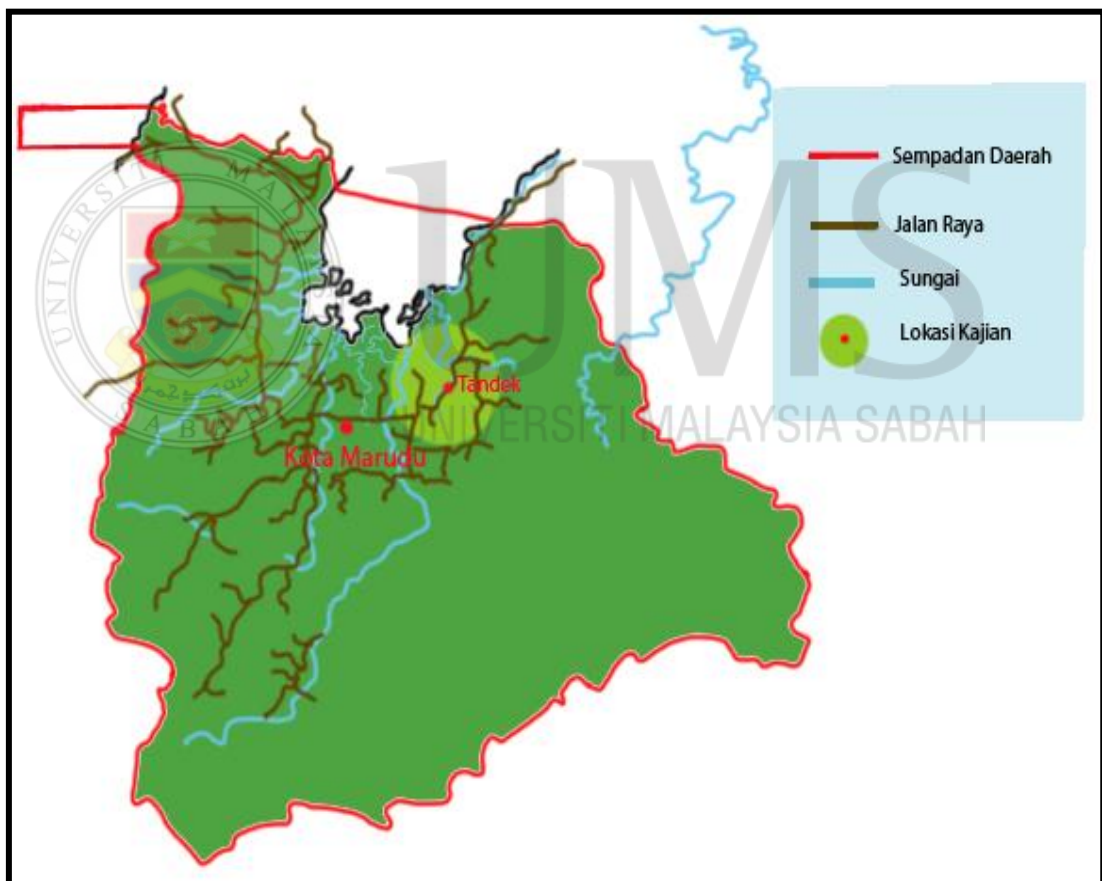 Sempadan Daerah
Jalan Raya
Sungai
Lokasi Kajian
Tandek
Kota Marudu
UMS
UNIVERSITI MALAYSIA SABAH